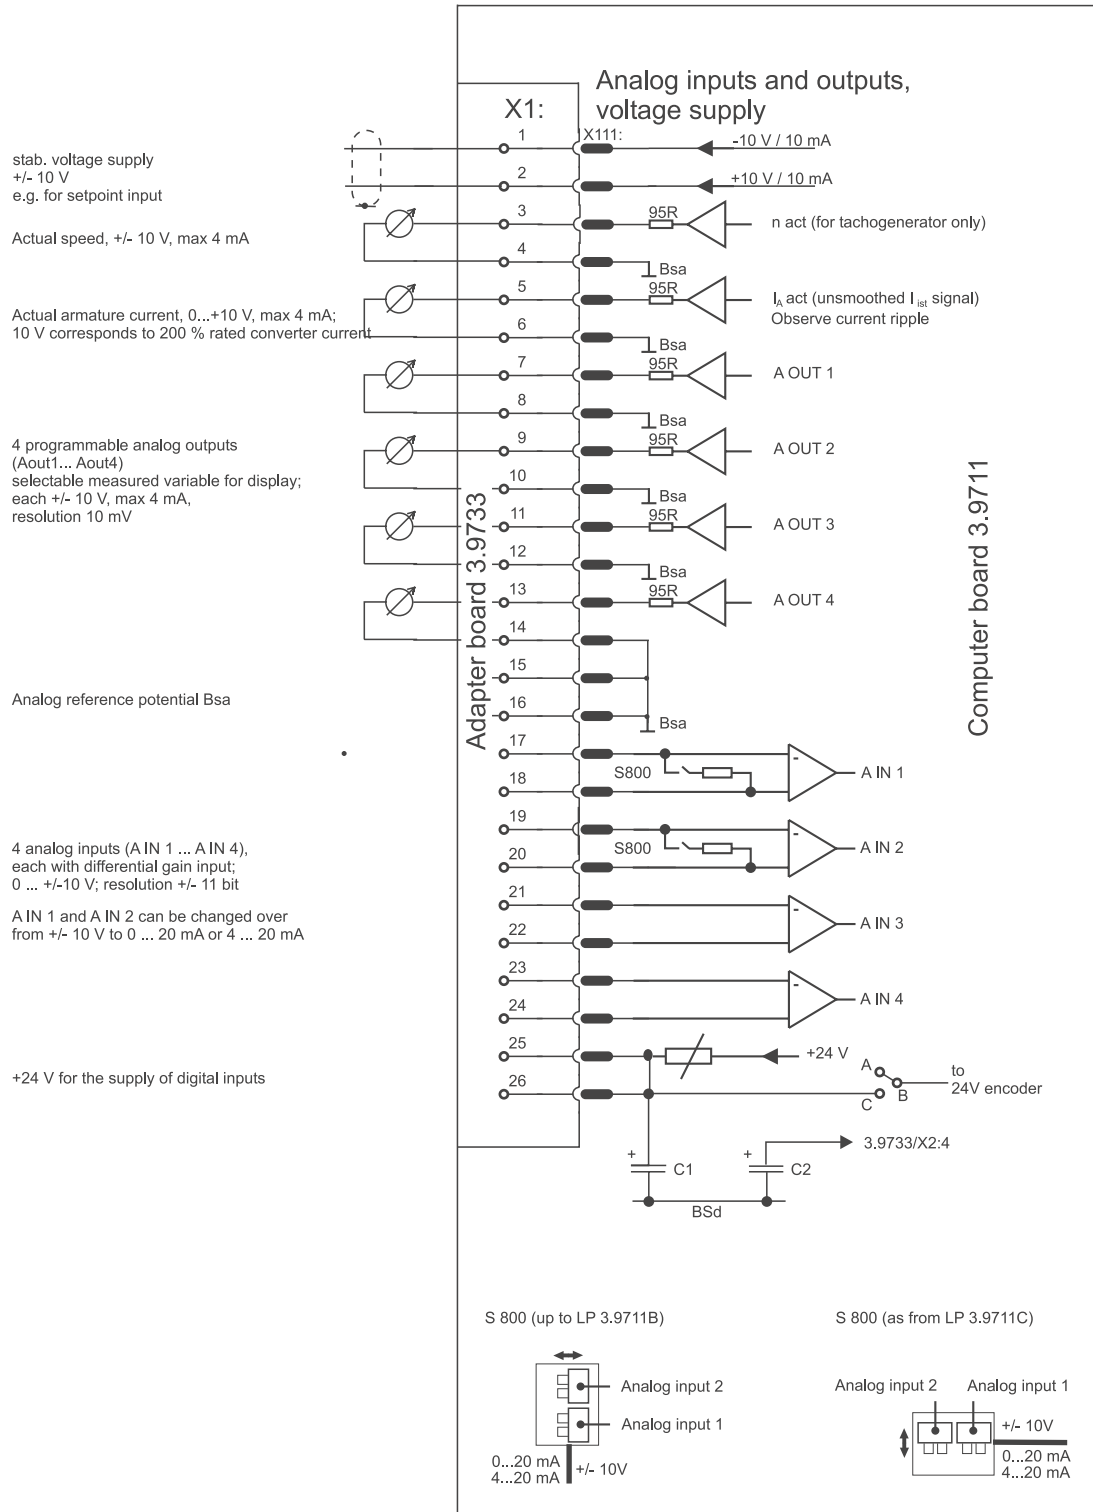 Analog inputs and outputs,
voltage supply
X1:
X111:
stab. voltage supply
+/- 10 V
e.g. for setpoint input
1
-10 V / 10 mA
2
+10 V / 10 mA
Actual speed, +/- 10 V, max 4 mA
3
95R
n act (for tachogenerator only)
4
Bsa
Actual armature current, 0...+10 V, max 4 mA;
10 V corresponds to 200 % rated converter current
5
95R
I A act (unsmoothed I ist signal)
Observe current ripple
6
Bsa
7
95R
A OUT 1
8
Bsa
4 programmable analog outputs
(Aout1... Aout4)
selectable measured variable for display;
each +/- 10 V, max 4 mA,
resolution 10 mV
9
95R
A OUT 2
10
Bsa
11
95R
A OUT 3
12
Bsa
13
95R
A OUT 4
14
15
Analog reference potential Bsa
16
Bsa
Adapter board 3.9733
Computer board 3.9711
17
S800
-
A IN 1
18
4 analog inputs (A IN 1 ... A IN 4),
each with differential gain input;
0 ... +/-10 V; resolution +/- 11 bit
A IN 1 and A IN 2 can be changed over
from +/- 10 V to 0 ... 20 mA or 4 ... 20 mA
19
S800
-
A IN 2
20
21
-
A IN 3
22
23
-
A IN 4
24
25
+24 V
+24 V for the supply of digital inputs
26
A
B
C
to
24V encoder
3.9733/X2:4
+
C1
+
C2
BSd
S 800 (up to LP 3.9711B)
Analog input 2
Analog input 1
0...20 mA
4...20 mA
+/- 10V
S 800 (as from LP 3.9711C)
Analog input 2
Analog input 1
+/- 10V
0...20 mA
4...20 mA